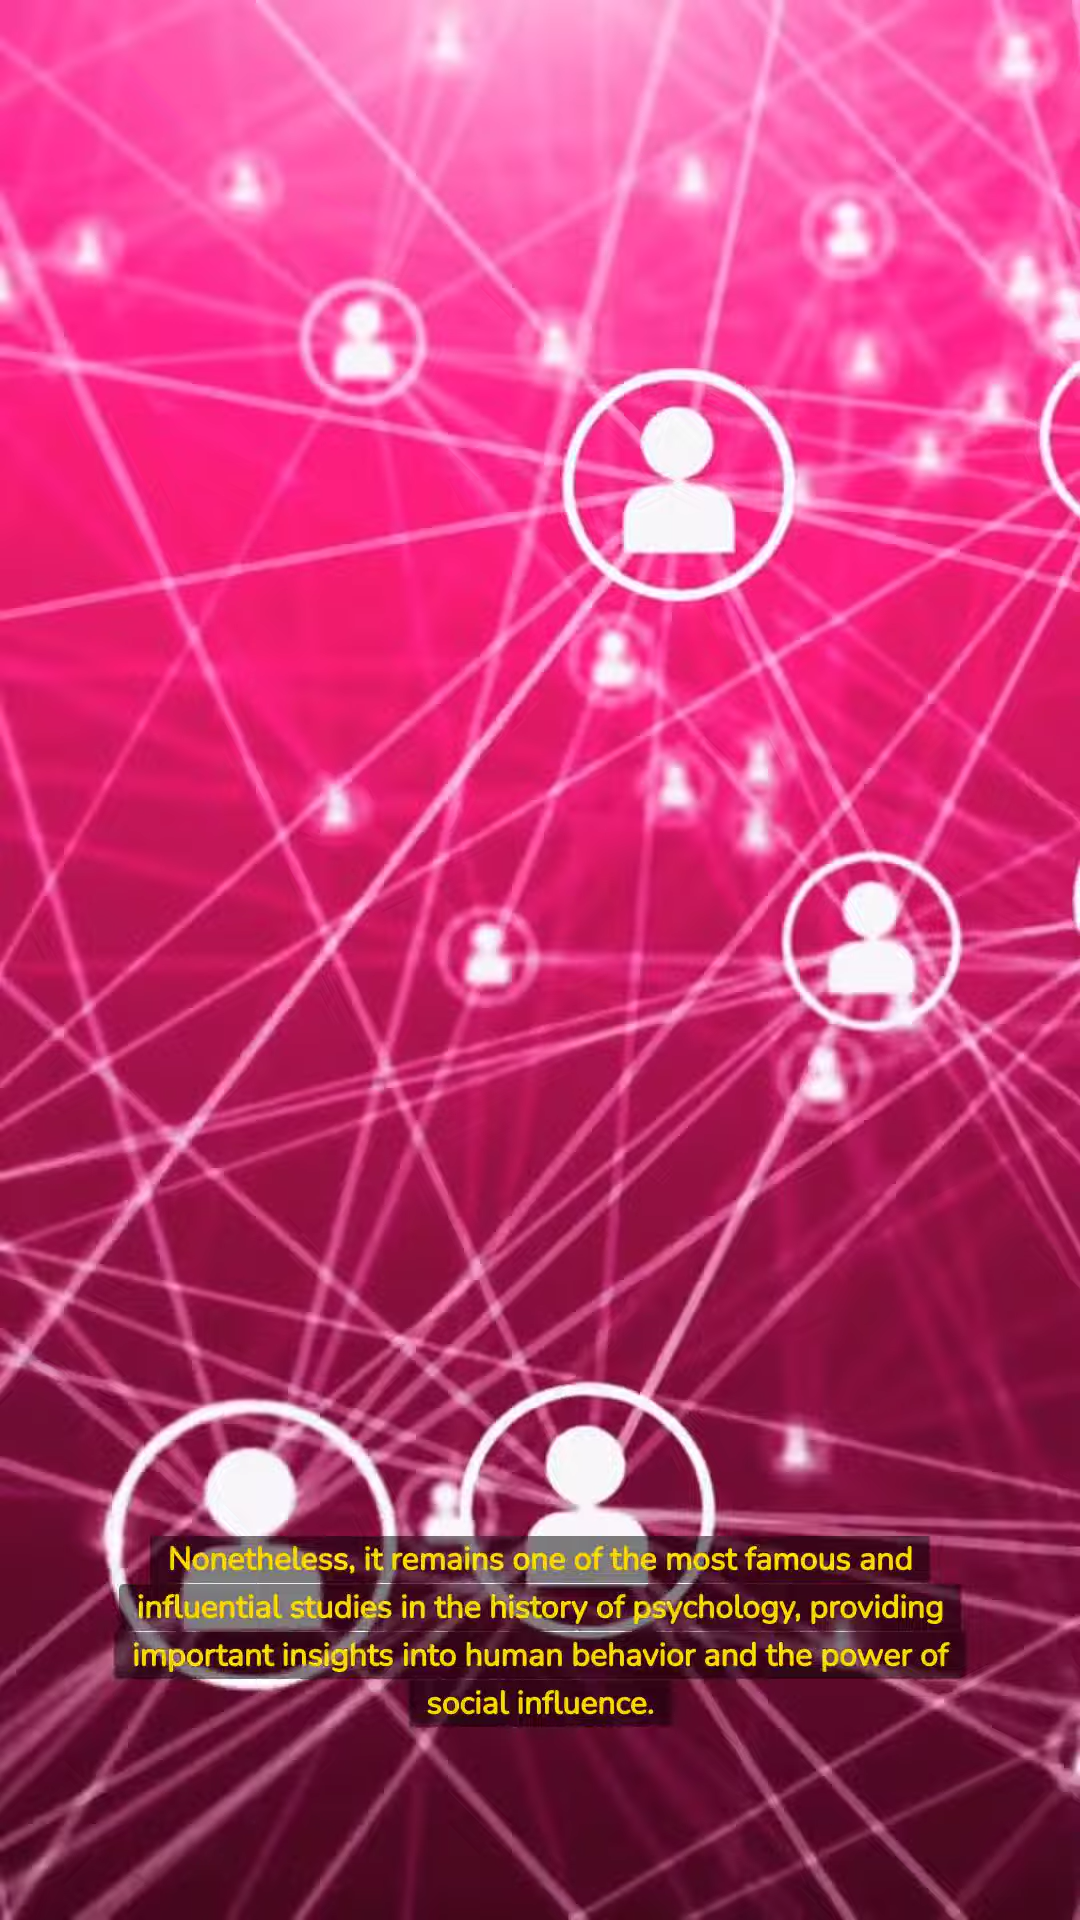 Nonetheless, it remains one of the most famous and
influential studies in the history of psychology, providing
important insights into human behavior and the power of
social influence.